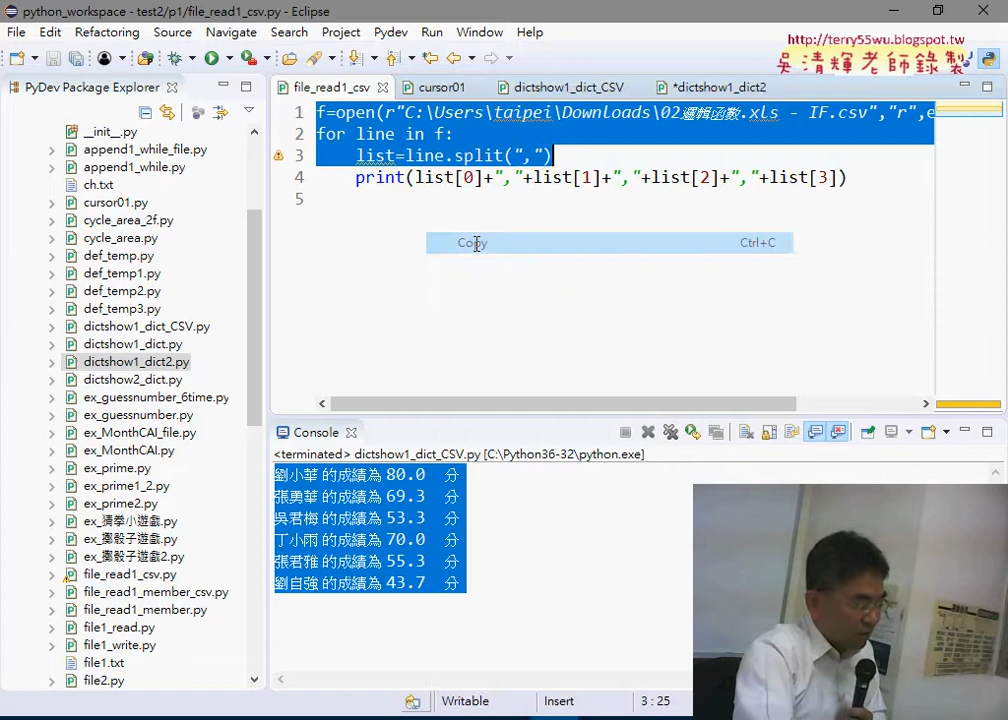 python_workspace - test2/p1/file_read1_csv.py - Eclipse
File Edit Refactoring Source Navigate Search Project Pydev Run Window Help
http://terry55wu.blogspot.tw
吳清輝老師錄製
PyDev Package Explorer
file_read1_csv
cursor01
dictshow1_dict_CSV
*dictshow1_dict2
__init__.py
append1_while_file.py
append1_while.py
ch.txt
cursor01.py
cycle_area_2f.py
cycle_area.py
def_temp.py
def_temp1.py
def_temp2.py
def_temp3.py
dictshow1_dict_CSV.py
dictshow1_dict.py
dictshow1_dict2.py
dictshow2_dict.py
ex_guessnumber_6time.py
ex_guessnumber.py
ex_MonthCAI_file.py
ex_MonthCAI.py
ex_prime.py
ex_prime1_2.py
ex_prime2.py
ex_猜拳小遊戲.py
ex_擲骰子遊戲.py
ex_擲骰子遊戲2.py
file_read1_csv.py
file_read1_member_csv.py
file_read1_member.py
file1_read.py
file1_write.py
file1.txt
file2.py
1 f=open(r"C:\Users\taipei\Downloads\02邏輯函數.xls - IF.csv","r",e
2 for line in f:
3 list=line.split(",")
4 print(list[0]+","+list[1]+","+list[2]+","+list[3])
5
Copy Ctrl+C
Console
<terminated> dictshow1_dict_CSV.py [C:\Python36-32\python.exe]
劉小華 的成績為 80.0 分
張勇華 的成績為 69.3 分
吳君梅 的成績為 53.3 分
丁小雨 的成績為 70.0 分
張君雅 的成績為 55.3 分
劉自強 的成績為 43.7 分
Writable Insert 3 : 25